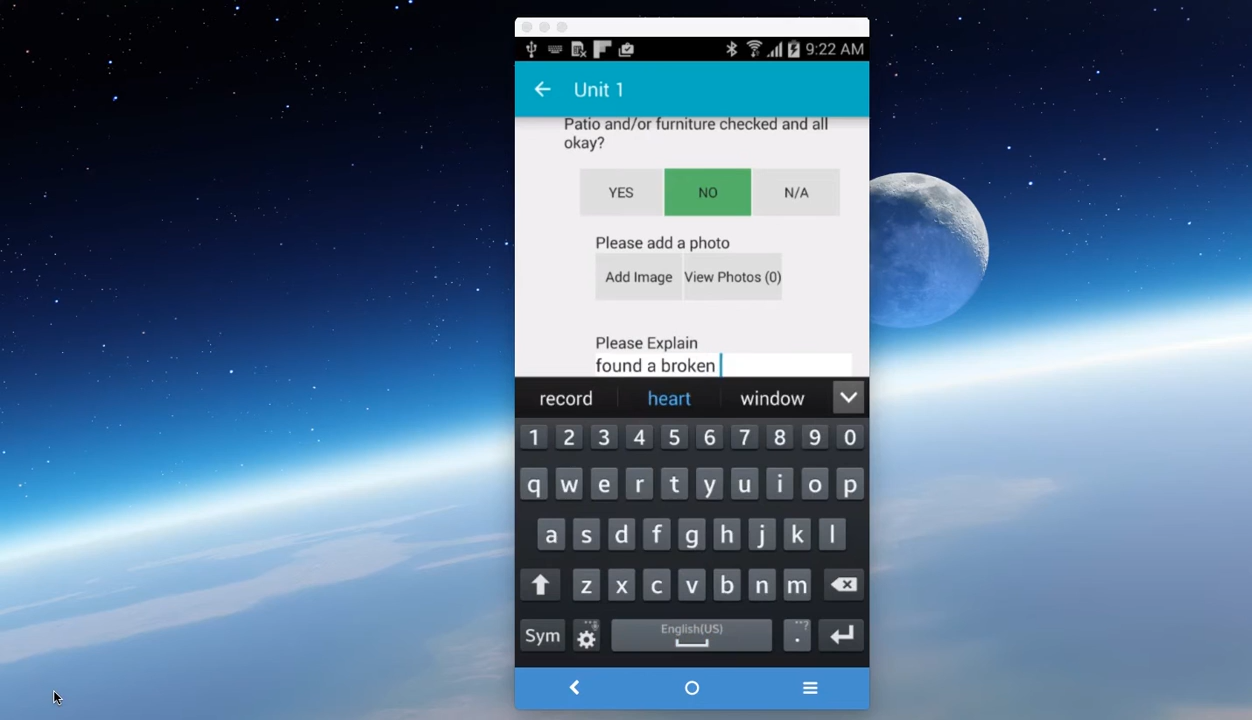 9:22 AM
Unit 1
Patio and/or furniture checked and all
okay?
YES NO N/A
Please add a photo
Add Image View Photos (0)
Please Explain
found a broken
record heart window
1 2 3 4 5 6 7 8 9 0
q w e r t y u i o p
a s d f g h j k l
z x c v b n m
Sym English(US) . ...?